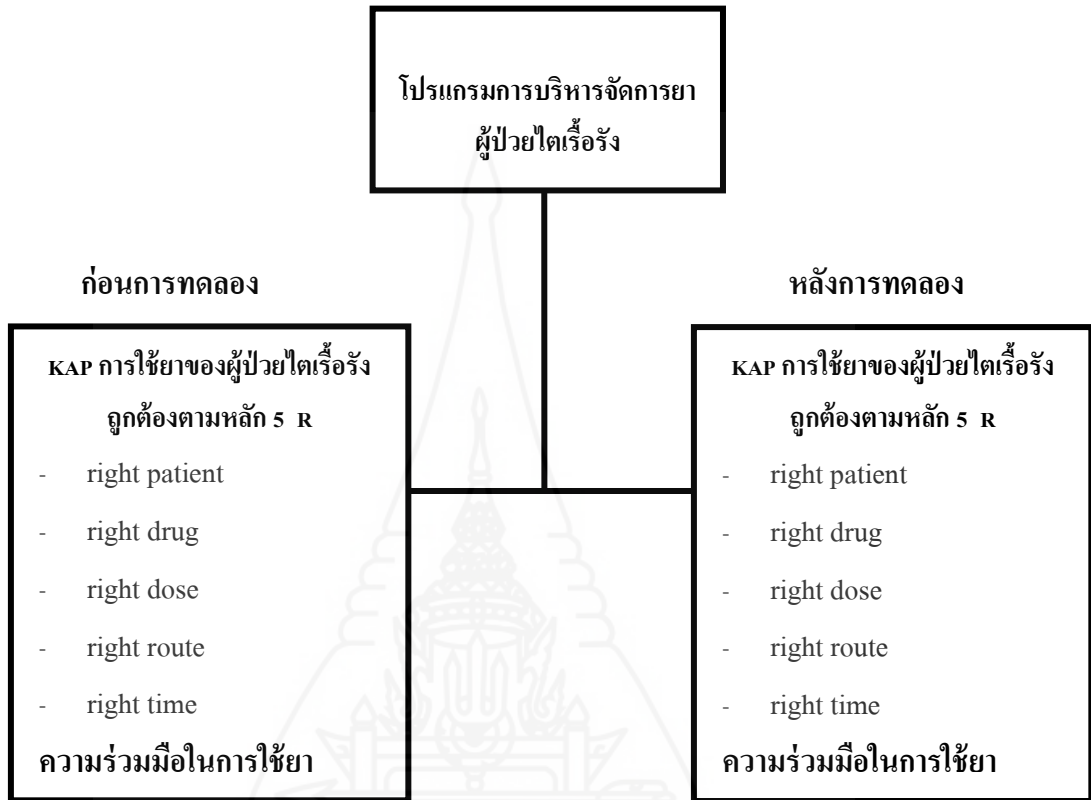 โปรแกรมการบริหารจัดการยา
ผู้ป่วยไตเรื้อรัง
ก่อนการทดลอง
KAP การใช้ยาของผู้ป่วยไตเรื้อรัง
ถูกต้องตามหลัก 5 R
- right patient
- right drug
- right dose
- right route
- right time
ความร่วมมือในการใช้ยา
หลังการทดลอง
KAP การใช้ยาของผู้ป่วยไตเรื้อรัง
ถูกต้องตามหลัก 5 R
- right patient
- right drug
- right dose
- right route
- right time
ความร่วมมือในการใช้ยา